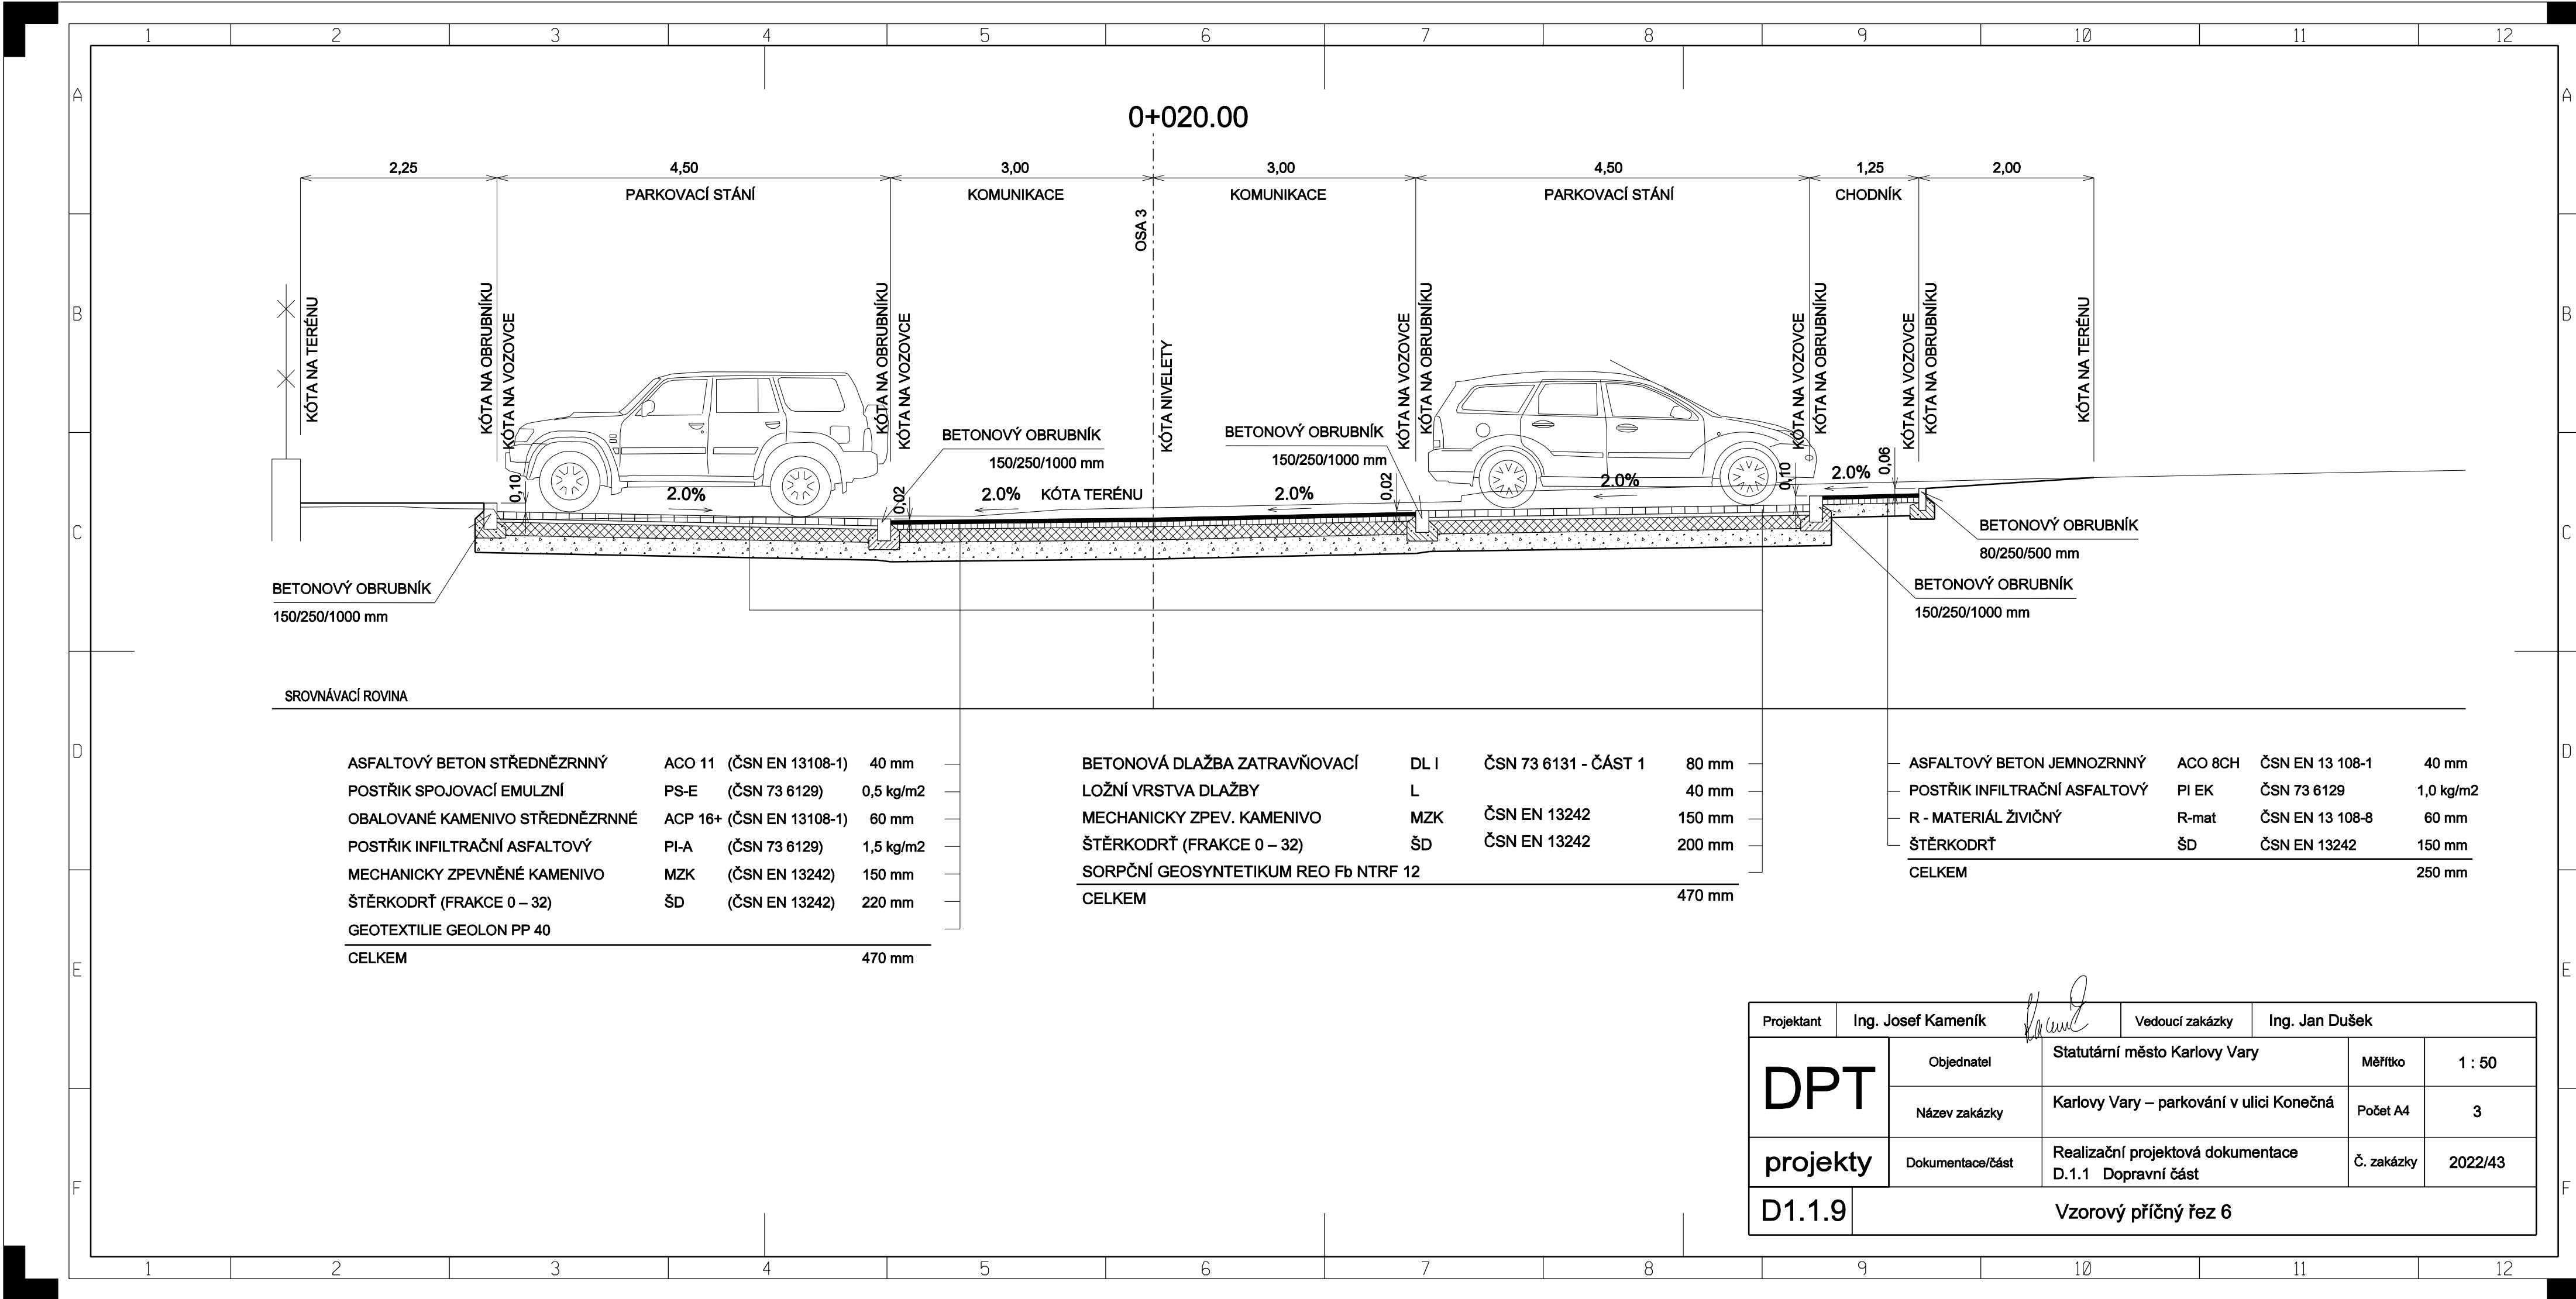 1 2 3 4 5 6 7 8 9 10 11 12
A A
B B
C C
D D
E E
F F
0+020.00
2,25 4,50 3,00 3,00 4,50 1,25 2,00
PARKOVACÍ STÁNÍ KOMUNIKACE KOMUNIKACE PARKOVACÍ STÁNÍ CHODNÍK
OSA 3
KÓTA NA TERÉNU
KÓTA NA OBRUBNÍKU
KÓTA NA VOZOVCE
KÓTA NA OBRUBNÍKU
KÓTA NA VOZOVCE
KÓTA NIVELETY
KÓTA NA VOZOVCE
KÓTA NA OBRUBNÍKU
KÓTA NA VOZOVCE
KÓTA NA OBRUBNÍKU
KÓTA NA VOZOVCE
KÓTA NA OBRUBNÍKU
KÓTA NA TERÉNU
BETONOVÝ OBRUBNÍK
150/250/1000 mm
BETONOVÝ OBRUBNÍK
150/250/1000 mm
0,10 2.0% 0,02 2.0% KÓTA TERÉNU 2.0% 0,02 2.0% 0,10 2.0% 0,06
BETONOVÝ OBRUBNÍK
80/250/500 mm
BETONOVÝ OBRUBNÍK
150/250/1000 mm
BETONOVÝ OBRUBNÍK
150/250/1000 mm
SROVNÁVACÍ ROVINA
ASFALTOVÝ BETON STŘEDNĚZRNNÝ ACO 11 (ČSN EN 13108-1) 40 mm
POSTŘIK SPOJOVACÍ EMULZNÍ PS-E (ČSN 73 6129) 0,5 kg/m2
OBALOVANÉ KAMENIVO STŘEDNĚZRNNÉ ACP 16+ (ČSN EN 13108-1) 60 mm
POSTŘIK INFILTRAČNÍ ASFALTOVÝ PI-A (ČSN 73 6129) 1,5 kg/m2
MECHANICKY ZPEVNĚNÉ KAMENIVO MZK (ČSN EN 13242) 150 mm
ŠTĚRKODRŤ (FRAKCE 0 – 32) ŠD (ČSN EN 13242) 220 mm
GEOTEXTILIE GEOLON PP 40
CELKEM 470 mm
BETONOVÁ DLAŽBA ZATRAVŇOVACÍ DL I ČSN 73 6131 - ČÁST 1 80 mm
LOŽNÍ VRSTVA DLAŽBY L 40 mm
MECHANICKY ZPEV. KAMENIVO MZK ČSN EN 13242 150 mm
ŠTĚRKODRŤ (FRAKCE 0 – 32) ŠD ČSN EN 13242 200 mm
SORPČNÍ GEOSYNTETIKUM REO Fb NTRF 12
CELKEM 470 mm
ASFALTOVÝ BETON JEMNOZRNNÝ ACO 8CH ČSN EN 13 108-1 40 mm
POSTŘIK INFILTRAČNÍ ASFALTOVÝ PI EK ČSN 73 6129 1,0 kg/m2
R - MATERIÁL ŽIVIČNÝ R-mat ČSN EN 13 108-8 60 mm
ŠTĚRKODRŤ ŠD ČSN EN 13242 150 mm
CELKEM 250 mm
Projektant Ing. Josef Kameník Vedoucí zakázky Ing. Jan Dušek
DPT
projekty
Objednatel Statutární město Karlovy Vary Měřítko 1 : 50
Název zakázky Karlovy Vary – parkování v ulici Konečná Počet A4 3
Dokumentace/část Realizační projektová dokumentace
D.1.1 Dopravní část Č. zakázky 2022/43
D1.1.9 Vzorový příčný řez 6
1 2 3 4 5 6 7 8 9 10 11 12